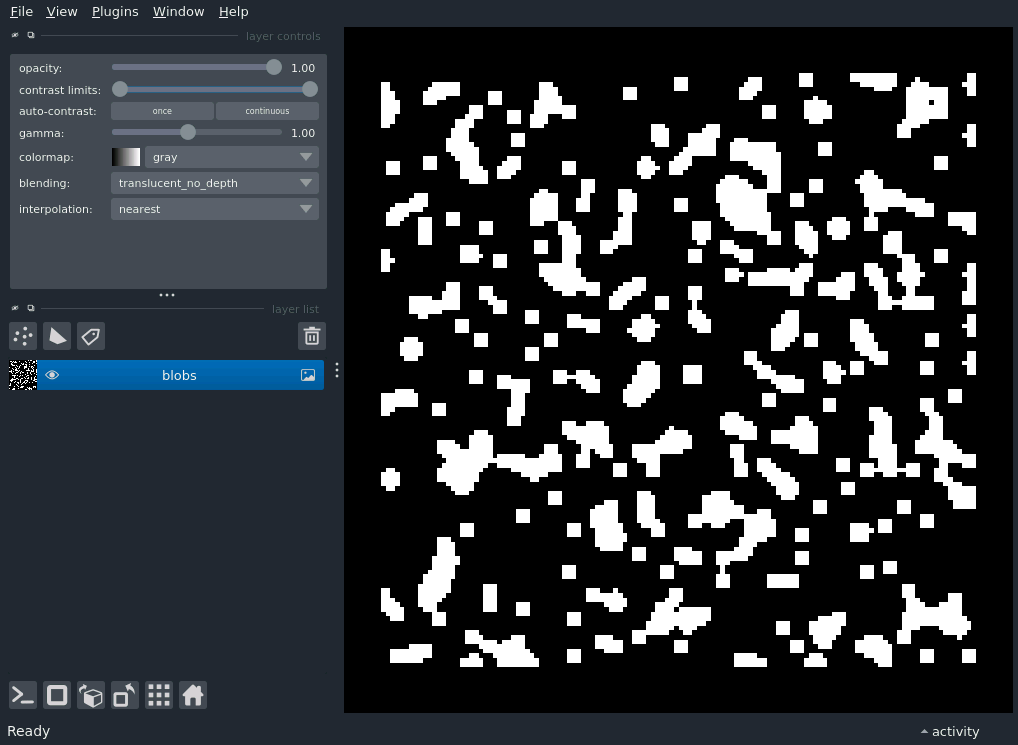 File View Plugins Window Help
layer controls
opacity: 1.00
contrast limits:
auto-contrast: once continuous
gamma: 1.00
colormap: gray
blending: translucent_no_depth
interpolation: nearest
layer list
blobs
Ready activity